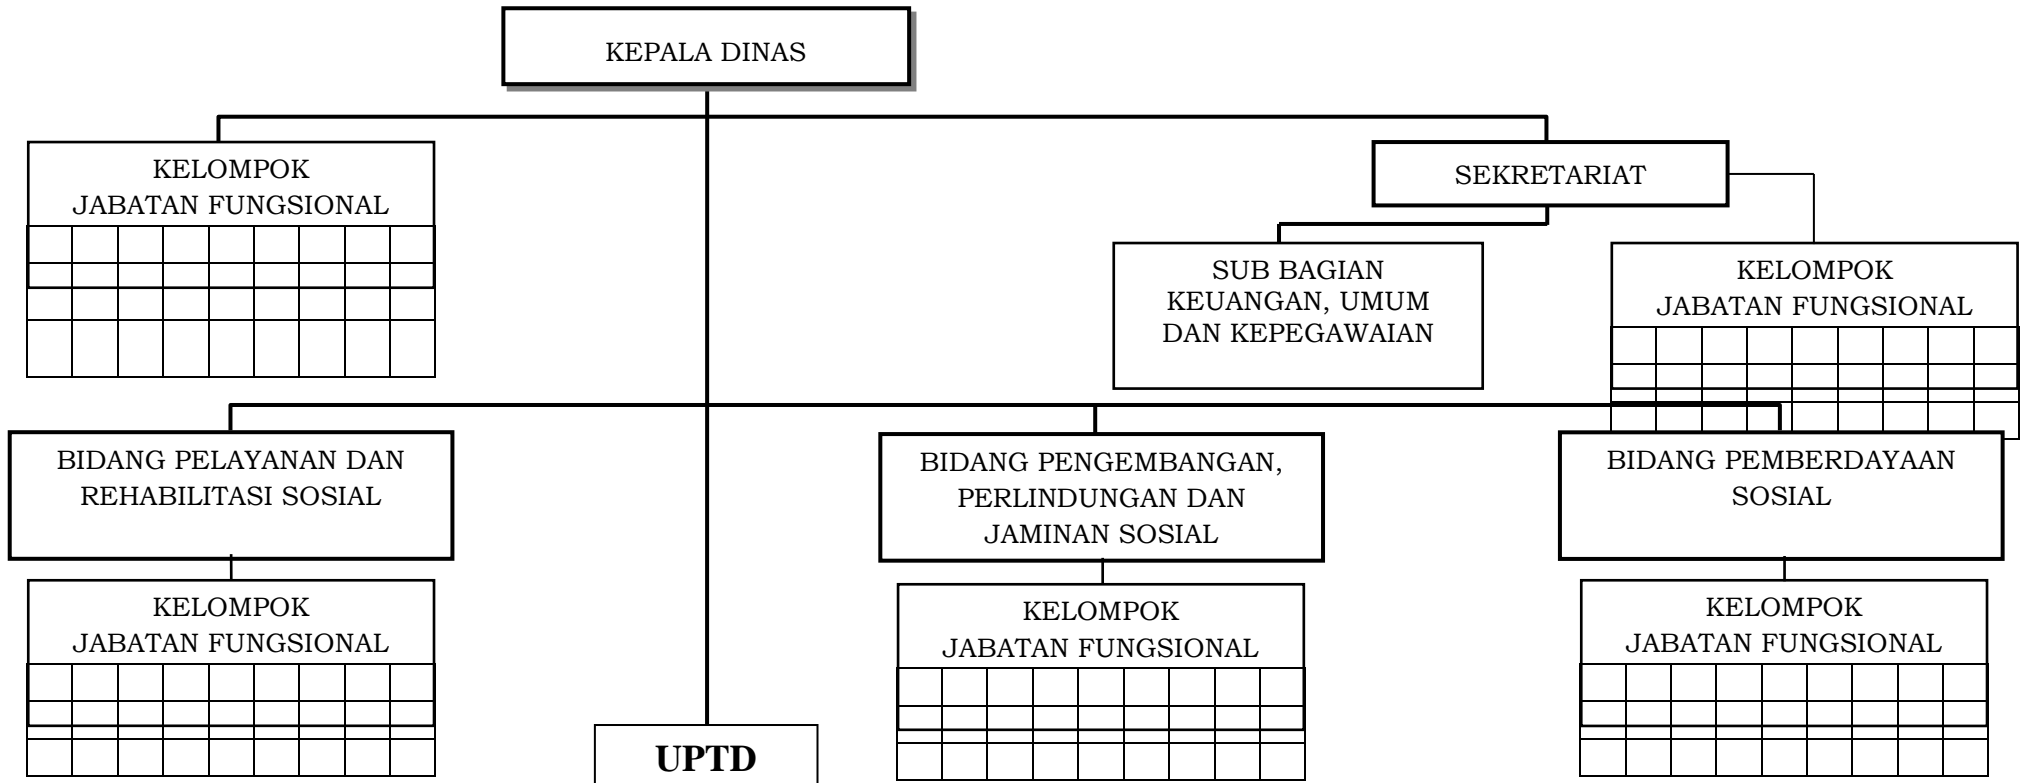 KEPALA DINAS
KELOMPOK
JABATAN FUNGSIONAL
SEKRETARIAT
SUB BAGIAN
KEUANGAN, UMUM
DAN KEPEGAWAIAN
KELOMPOK
JABATAN FUNGSIONAL
BIDANG PELAYANAN DAN
REHABILITASI SOSIAL
BIDANG PENGEMBANGAN,
PERLINDUNGAN DAN
JAMINAN SOSIAL
BIDANG PEMBERDAYAAN
SOSIAL
KELOMPOK
JABATAN FUNGSIONAL
KELOMPOK
JABATAN FUNGSIONAL
KELOMPOK
JABATAN FUNGSIONAL
UPTD